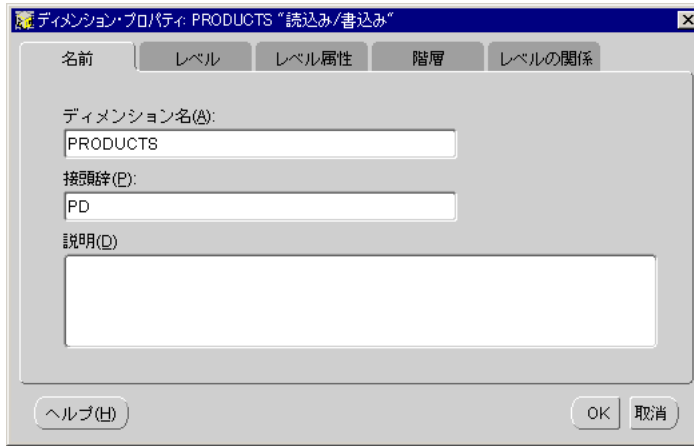 ディメンション・プロパティ: PRODUCTS "読込み/書込み"
名前 レベル レベル属性 階層 レベルの関係
ディメンション名(A):
PRODUCTS
接頭辞(P):
PD
説明(D)
ヘルプ(H) OK 取消